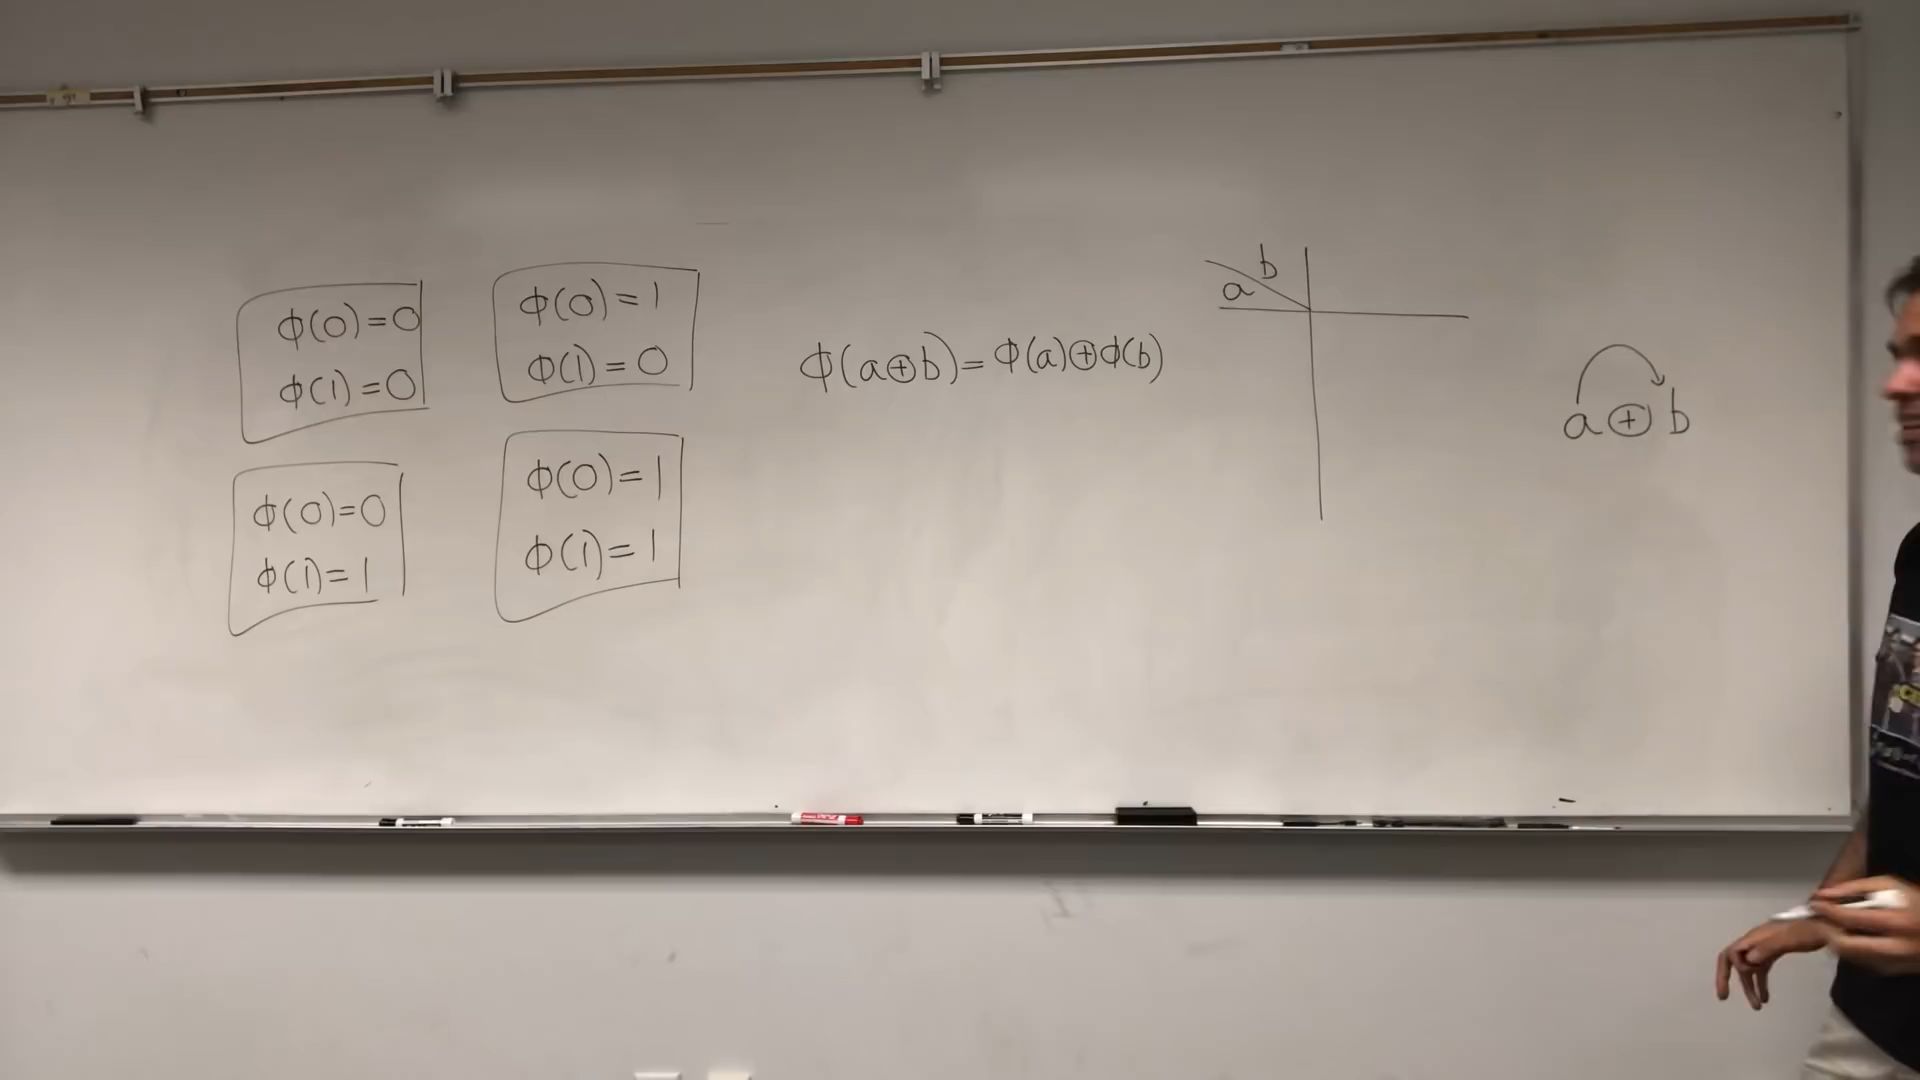 ϕ(0)=0
ϕ(1)=0
ϕ(0)=1
ϕ(1)=0
ϕ(0)=0
ϕ(1)=1
ϕ(0)=1
ϕ(1)=1
ϕ(a⊕b)=ϕ(a)⊕ϕ(b)
b
a
a⊕b